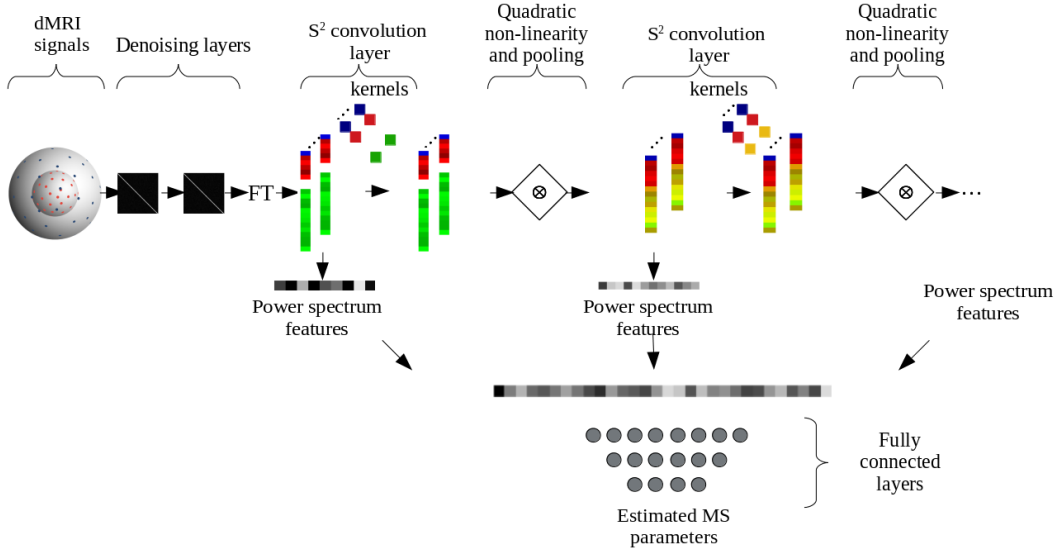 dMRI
signals
Denoising layers
S² convolution
layer
kernels
Quadratic
non-linearity
and pooling
S² convolution
layer
kernels
Quadratic
non-linearity
and pooling
FT
⊗
⊗
...
Power spectrum
features
Power spectrum
features
Power spectrum
features
Fully
connected
layers
Estimated MS
parameters